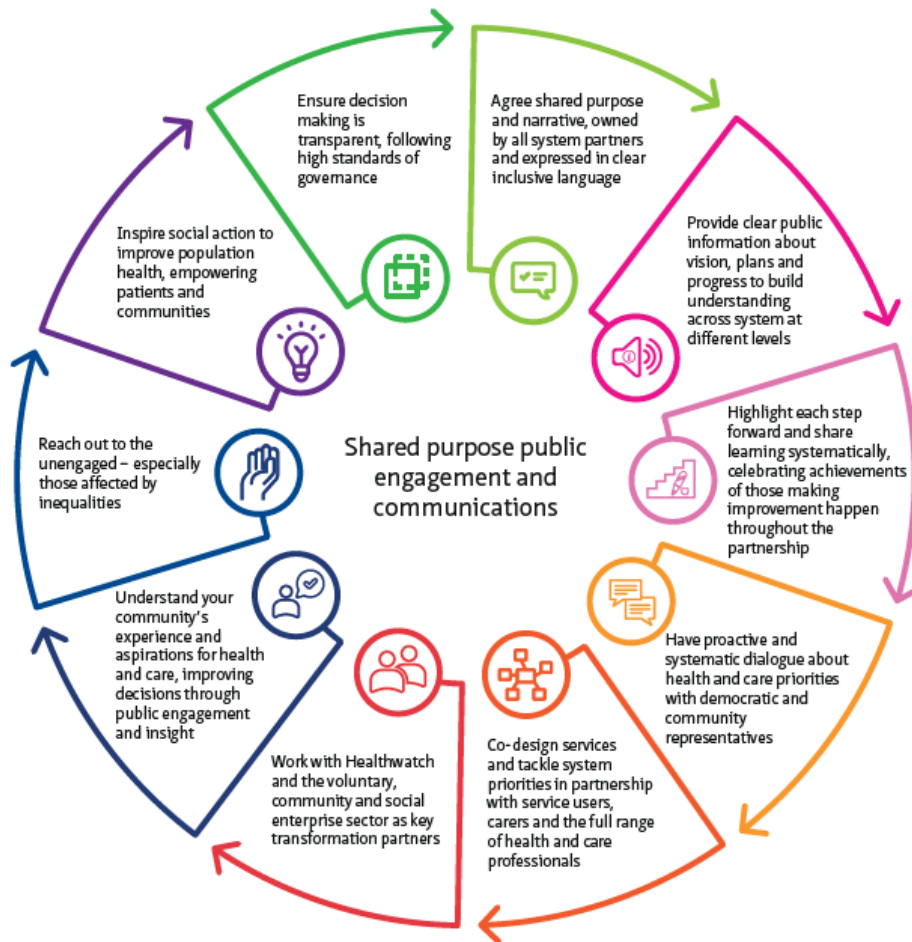 Ensure decision
making is
transparent, following
high standards of
governance
Agree shared purpose
and narrative, owned
by all system partners
and expressed in clear
inclusive language
Provide clear public
information about
vision, plans and
progress to build
understanding
across system at
different levels
Highlight each step
forward and share
learning systematically,
celebrating achievements
of those making
improvement happen
throughout the
partnership
Have proactive and
systematic dialogue about
health and care priorities
with democratic and
community
representatives
Co-design services
and tackle system
priorities in partnership
with service users,
carers and the full range
of health and care
professionals
Work with Healthwatch
and the voluntary,
community and social
enterprise sector as key
transformation partners
Understand your
community's
experience and
aspirations for health
and care, improving
decisions through
public engagement
and insight
Reach out to the
unengaged – especially
those affected by
inequalities
Inspire social action to
improve population
health, empowering
patients and
communities
Shared purpose public
engagement and
communications